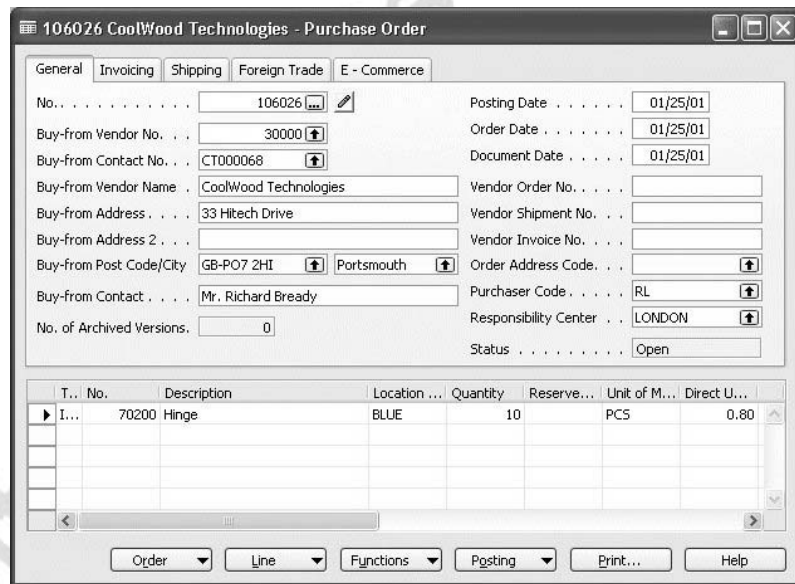 106026 CoolWood Technologies - Purchase Order
General Invoicing Shipping Foreign Trade E - Commerce
No. . . . . . . . . . . . 106026 ... Posting Date . . . . . . 01/25/01
Buy-from Vendor No. . . 30000 Order Date . . . . . . . 01/25/01
Buy-from Contact No. . . CT000068 Document Date . . . . . 01/25/01
Buy-from Vendor Name . CoolWood Technologies Vendor Order No. . . . .
Buy-from Address . . . . 33 Hitech Drive Vendor Shipment No. . .
Buy-from Address 2 . . . Vendor Invoice No. . . .
Buy-from Post Code/City GB-PO7 2HI Portsmouth Order Address Code. . .
Buy-from Contact . . . . Mr. Richard Bready Purchaser Code . . . . . RL
No. of Archived Versions. 0 Responsibility Center . . LONDON
Status . . . . . . . . . Open
T.. No. Description Location ... Quantity Reserve... Unit of M... Direct U...
I... 70200 Hinge BLUE 10 PCS 0.80
Order Line Functions Posting Print... Help